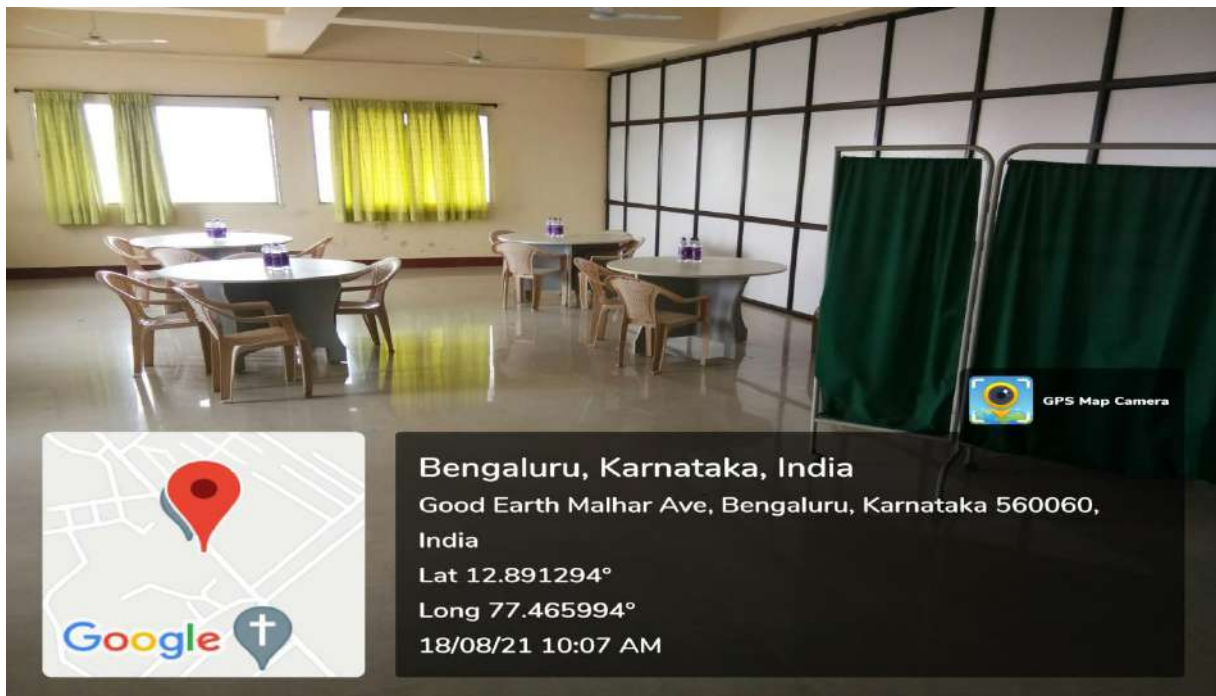 GPS Map Camera
Bengaluru, Karnataka, India
Good Earth Malhar Ave, Bengaluru, Karnataka 560060,
India
Lat 12.891294°
Long 77.465994°
18/08/21 10:07 AM
Google